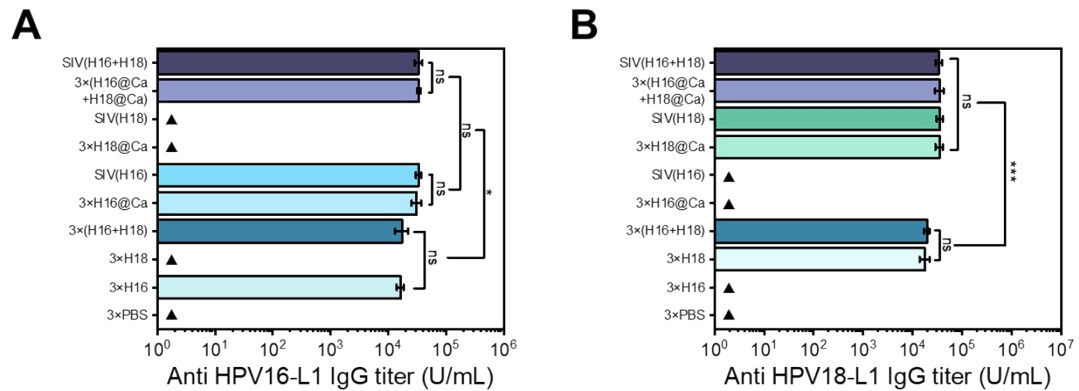 A
SIV(H16+H18)
3×(H16@Ca
+H18@Ca)
SIV(H18)
3×H18@Ca
SIV(H16)
3×H16@Ca
3×(H16+H18)
3×H18
3×H16
3×PBS
ns
ns
ns
ns
*
10⁰ 10¹ 10² 10³ 10⁴ 10⁵ 10⁶
Anti HPV16-L1 IgG titer (U/mL)
B
SIV(H16+H18)
3×(H16@Ca
+H18@Ca)
SIV(H18)
3×H18@Ca
SIV(H16)
3×H16@Ca
3×(H16+H18)
3×H18
3×H16
3×PBS
ns
ns
***
10⁰ 10¹ 10² 10³ 10⁴ 10⁵ 10⁶ 10⁷
Anti HPV18-L1 IgG titer (U/mL)